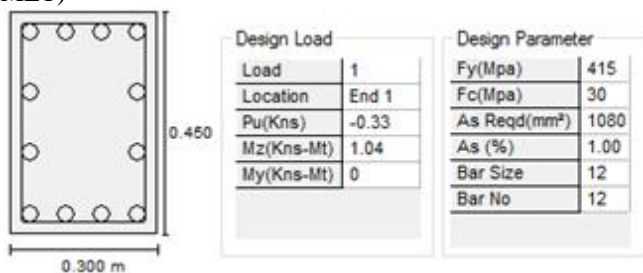 0.450
0.300 m
Design Load
Load 1
Location End 1
Pu(Kns) -0.33
Mz(Kns-Mt) 1.04
My(Kns-Mt) 0
Design Parameter
Fy(Mpa) 415
Fc(Mpa) 30
As Reqd(mm²) 1080
As (%) 1.00
Bar Size 12
Bar No 12